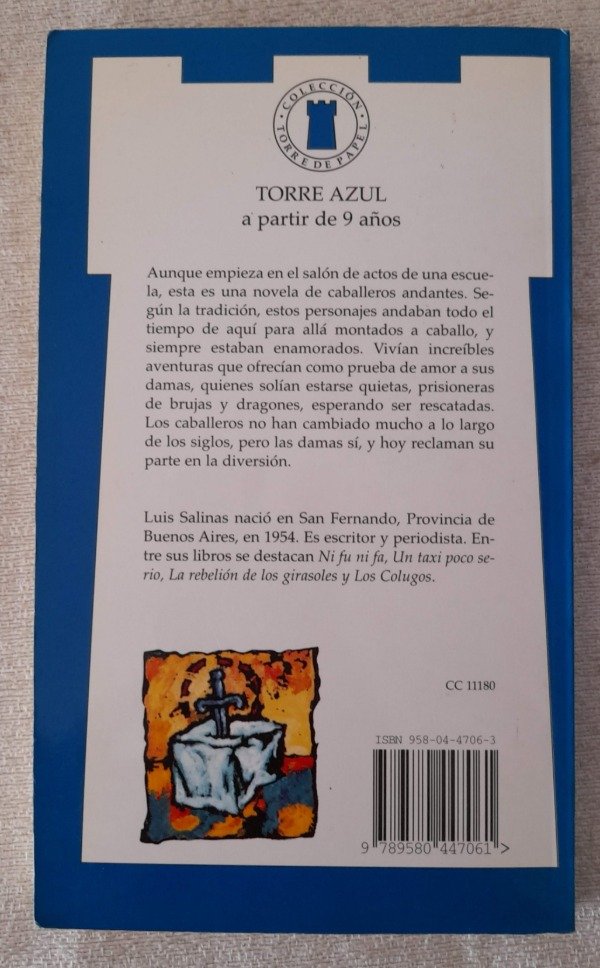 · COLECCIÓN ·
TORRE DE PAPEL
TORRE AZUL
a partir de 9 años
Aunque empieza en el salón de actos de una escue-
la, esta es una novela de caballeros andantes. Se-
gún la tradición, estos personajes andaban todo el
tiempo de aquí para allá montados a caballo, y
siempre estaban enamorados. Vivían increíbles
aventuras que ofrecían como prueba de amor a sus
damas, quienes solían estarse quietas, prisioneras
de brujas y dragones, esperando ser rescatadas.
Los caballeros no han cambiado mucho a lo largo
de los siglos, pero las damas sí, y hoy reclaman su
parte en la diversión.
Luis Salinas nació en San Fernando, Provincia de
Buenos Aires, en 1954. Es escritor y periodista. En-
tre sus libros se destacan Ni fu ni fa, Un taxi poco se-
rio, La rebelión de los girasoles y Los Colugos.
CC 11180
ISBN 958-04-4706-3
9 789580 447061 >